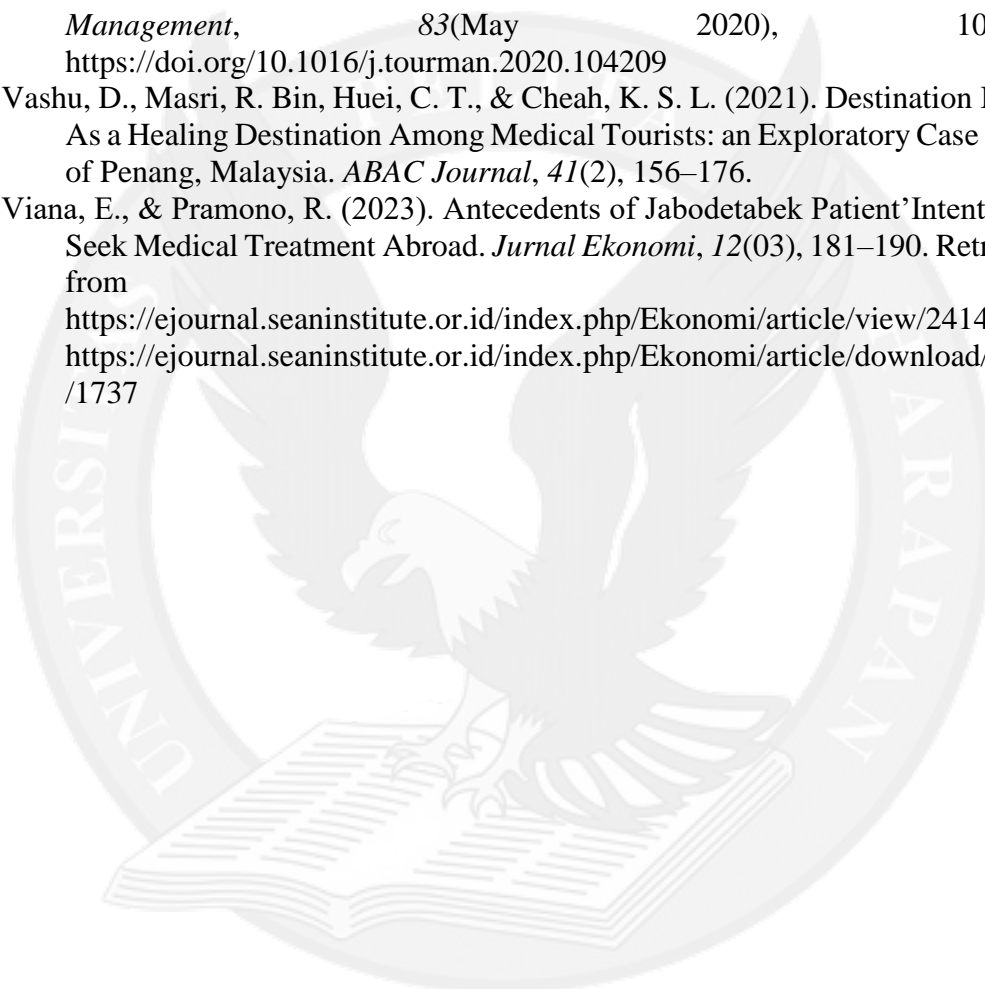 Management, 83(May 2020), 10
https://doi.org/10.1016/j.tourman.2020.104209
Vashu, D., Masri, R. Bin, Huei, C. T., & Cheah, K. S. L. (2021). Destination
As a Healing Destination Among Medical Tourists: an Exploratory Case
of Penang, Malaysia. ABAC Journal, 41(2), 156–176.
Viana, E., & Pramono, R. (2023). Antecedents of Jabodetabek Patient'Intent
Seek Medical Treatment Abroad. Jurnal Ekonomi, 12(03), 181–190. Retr
from
https://ejournal.seaninstitute.or.id/index.php/Ekonomi/article/view/2414
https://ejournal.seaninstitute.or.id/index.php/Ekonomi/article/download/
/1737
UNIVERSITAS
PELITA
HARAPAN